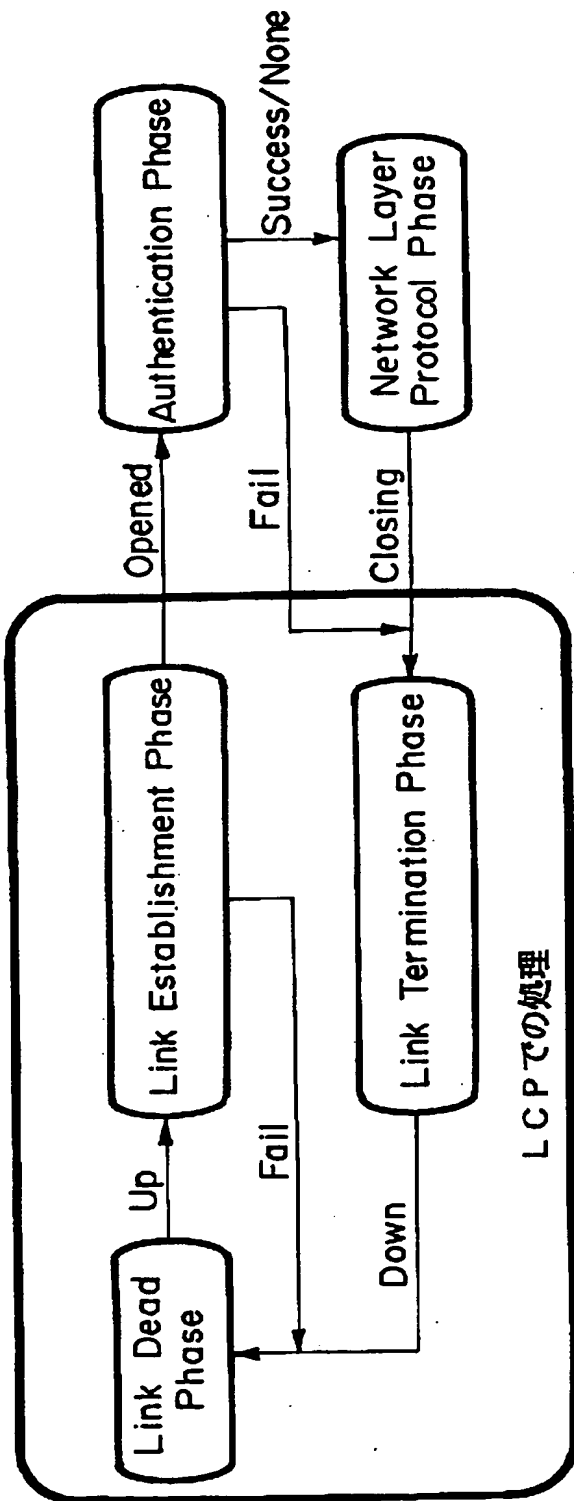 Link Dead
Phase
Up
Link Establishment Phase
Opened
Authentication Phase
Fail
Fail
Success/None
Down
Link Termination Phase
Closing
Network Layer
Protocol Phase
LCPでの処理